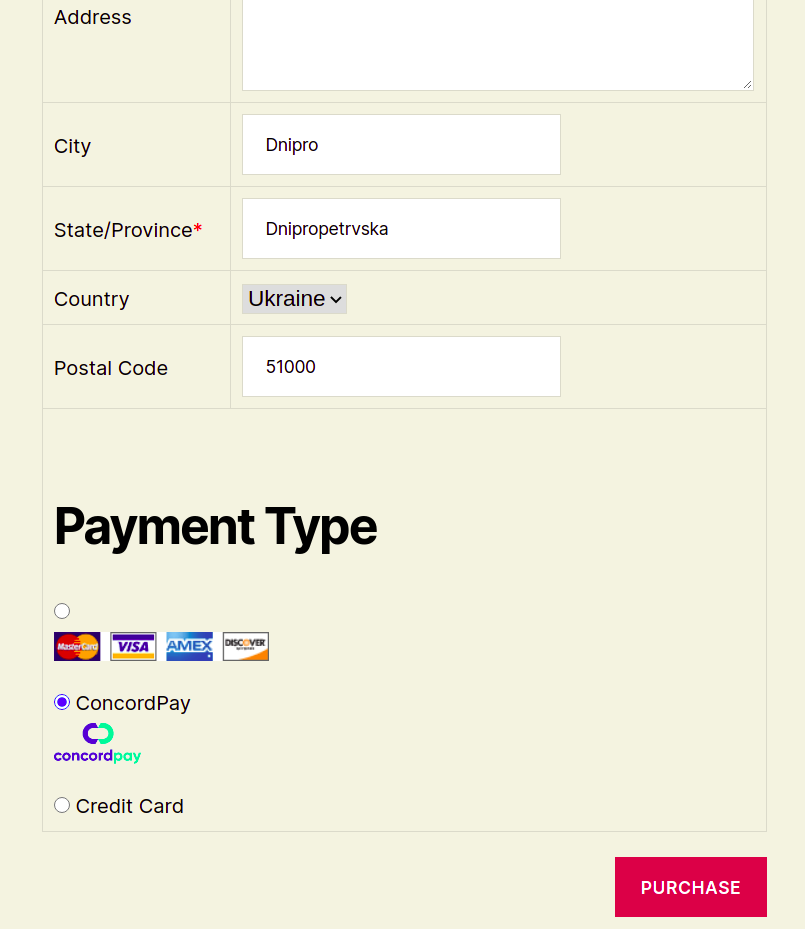 Address
City
Dnipro
State/Province*
Dnipropetrvska
Country
Ukraine
Postal Code
51000
Payment Type
MasterCard VISA AMEX DISCOVER
ConcordPay
concordpay
Credit Card
PURCHASE